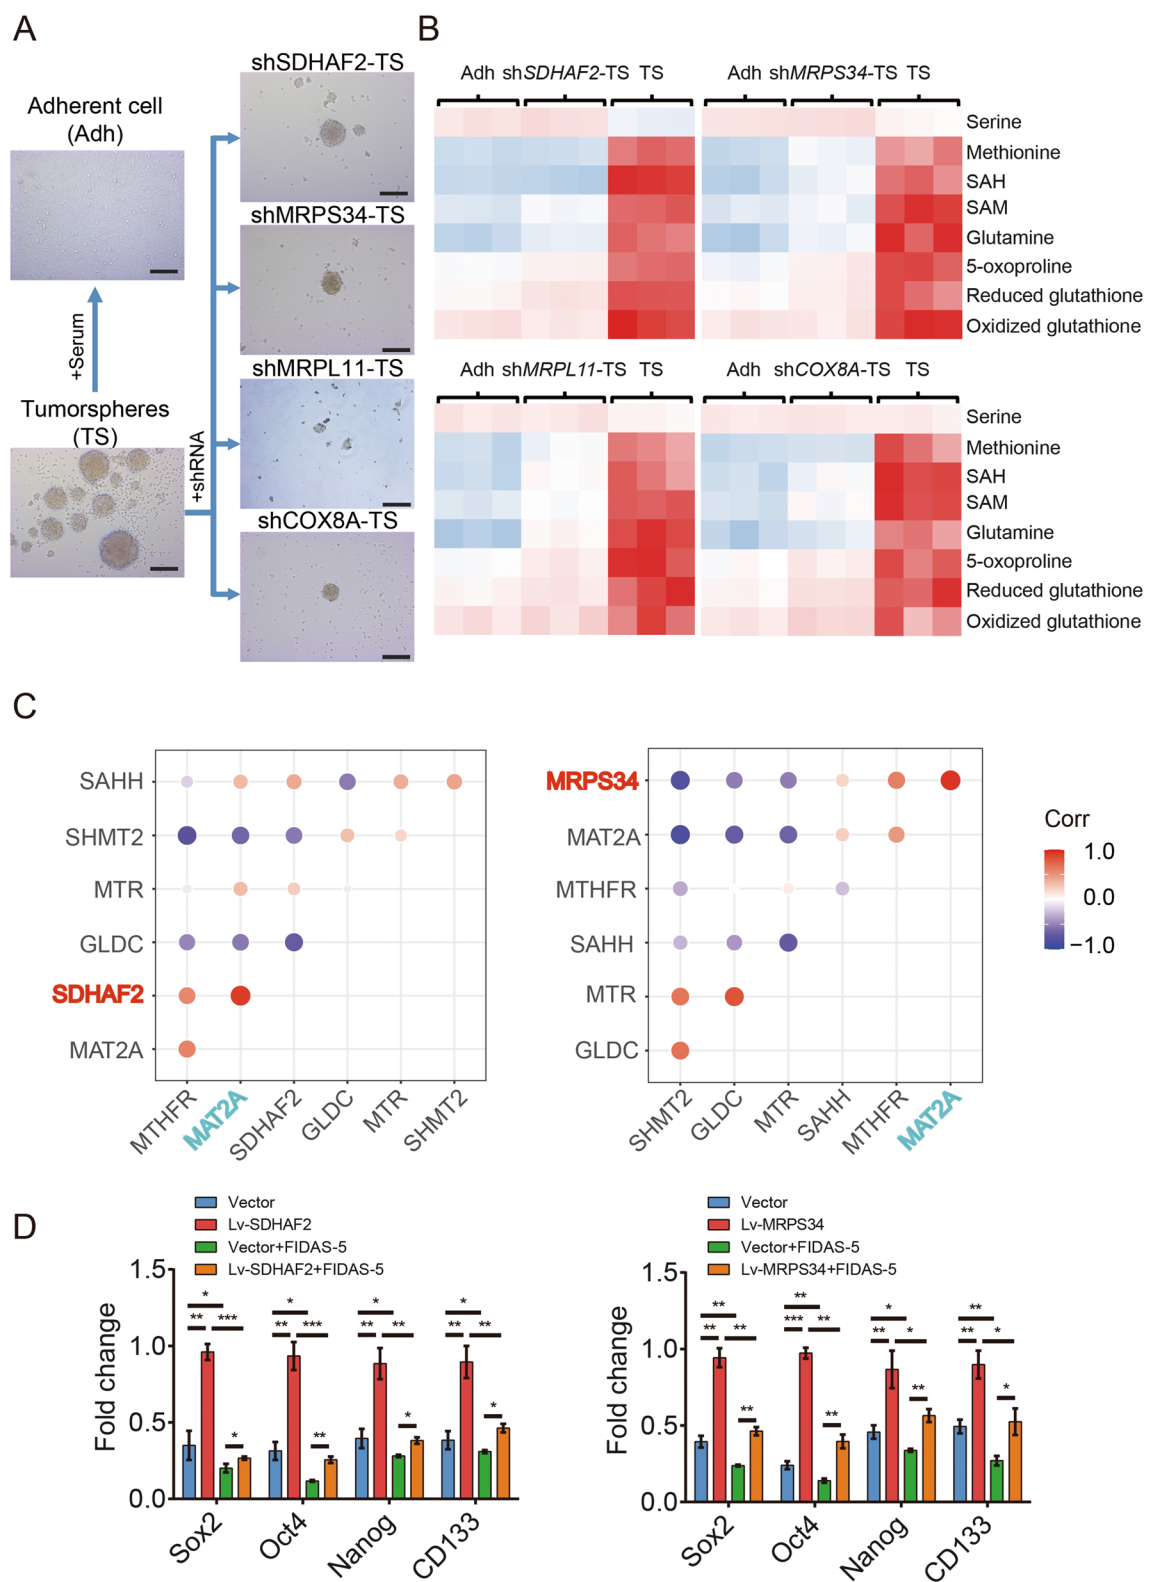 A
Adherent cell
(Adh)
+Serum
Tumorspheres
(TS)
+shRNA
shSDHAF2-TS
shMRPS34-TS
shMRPL11-TS
shCOX8A-TS
B
Adh shSDHAF2-TS TS
Adh shMRPS34-TS TS
Serine
Methionine
SAH
SAM
Glutamine
5-oxoproline
Reduced glutathione
Oxidized glutathione
Adh shMRPL11-TS TS
Adh shCOX8A-TS TS
Serine
Methionine
SAH
SAM
Glutamine
5-oxoproline
Reduced glutathione
Oxidized glutathione
C
SAHH
SHMT2
MTR
GLDC
SDHAF2
MAT2A
MTHFR
MAT2A
SDHAF2
GLDC
MTR
SHMT2
MRPS34
MAT2A
MTHFR
SAHH
MTR
GLDC
SHMT2
GLDC
MTR
SAHH
MTHFR
MAT2A
Corr
1.0
0.0
−1.0
D
Vector
Lv-SDHAF2
Vector+FIDAS-5
Lv-SDHAF2+FIDAS-5
Fold change
1.5
1.0
0.5
0.0
*
** ***
*
*
** ***
**
*
** **
*
*
** **
*
Sox2
Oct4
Nanog
CD133
Vector
Lv-MRPS34
Vector+FIDAS-5
Lv-MRPS34+FIDAS-5
Fold change
1.5
1.0
0.5
0.0
**
** **
**
**
*** **
**
*
** *
**
**
** *
*
Sox2
Oct4
Nanog
CD133